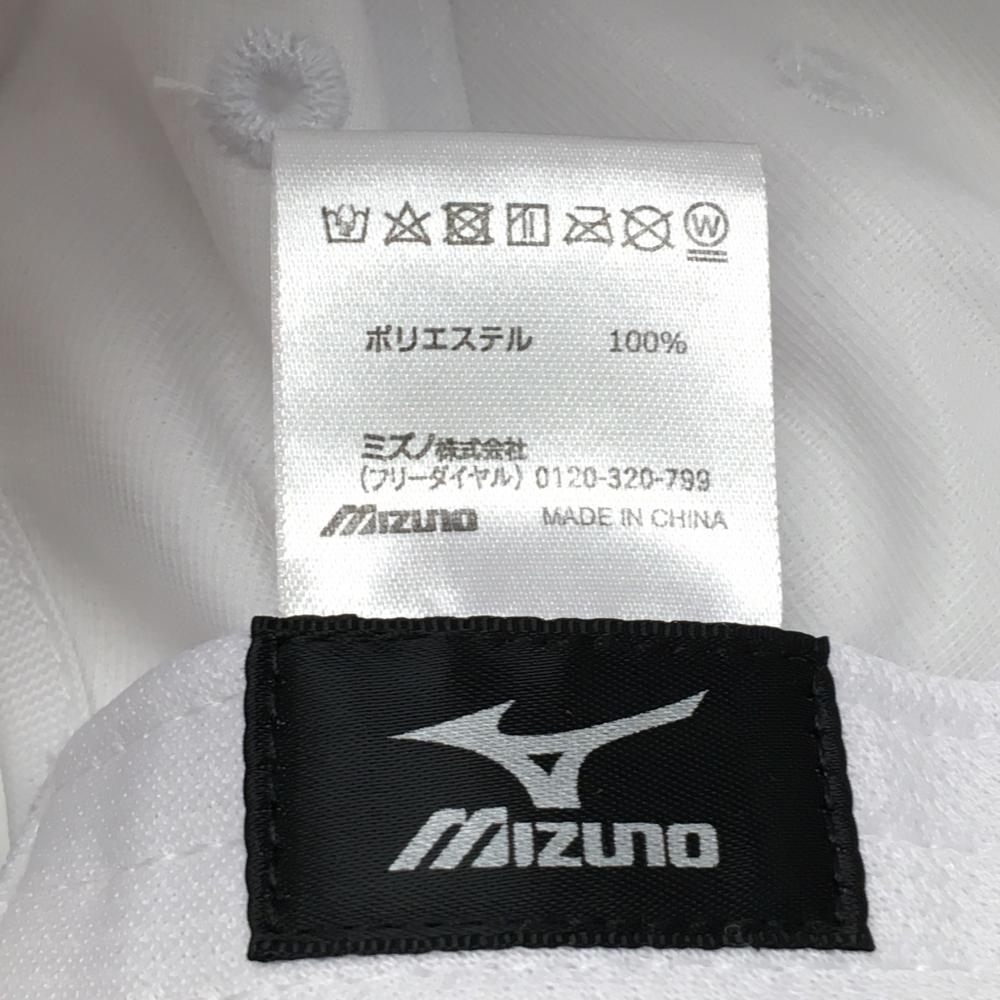 W
ポリエステル 100%
ミズノ株式会社
(フリーダイヤル) 0120-320-799
MIZUNO MADE IN CHINA
MIZUNO